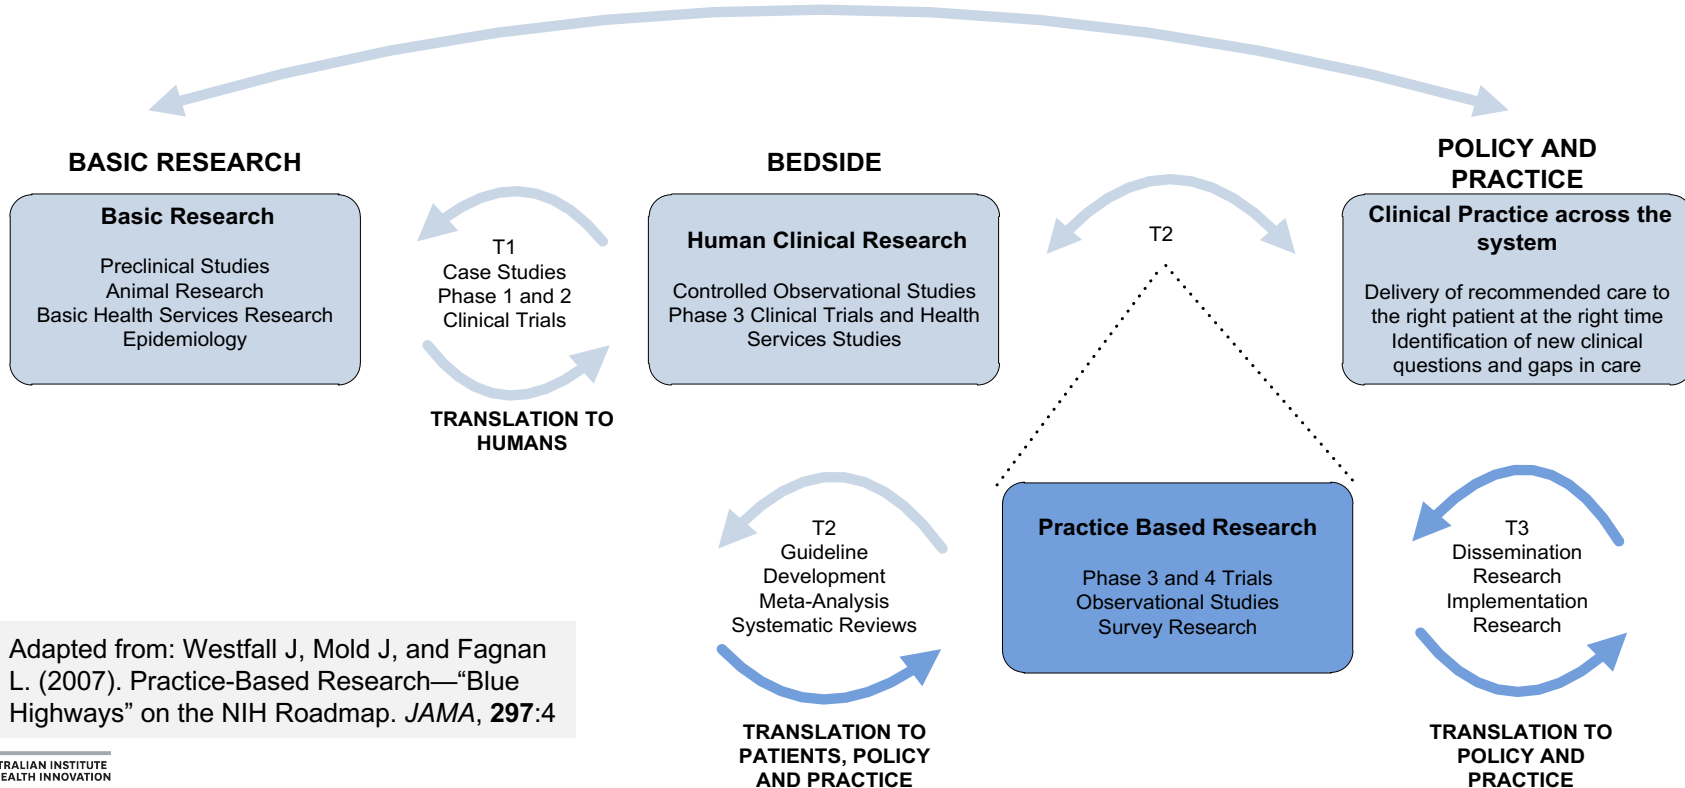 BASIC RESEARCH
Basic Research
Preclinical Studies
Animal Research
Basic Health Services Research
Epidemiology
T1
Case Studies
Phase 1 and 2
Clinical Trials
TRANSLATION TO
HUMANS
BEDSIDE
Human Clinical Research
Controlled Observational Studies
Phase 3 Clinical Trials and Health
Services Studies
T2
POLICY AND
PRACTICE
Clinical Practice across the
system
Delivery of recommended care to
the right patient at the right time
Identification of new clinical
questions and gaps in care
T2
Guideline
Development
Meta-Analysis
Systematic Reviews
TRANSLATION TO
PATIENTS, POLICY
AND PRACTICE
Practice Based Research
Phase 3 and 4 Trials
Observational Studies
Survey Research
T3
Dissemination
Research
Implementation
Research
TRANSLATION TO
POLICY AND
PRACTICE
Adapted from: Westfall J, Mold J, and Fagnan
L. (2007). Practice-Based Research—“Blue
Highways” on the NIH Roadmap. JAMA, 297:4
INSTITUTE
INNOVATION